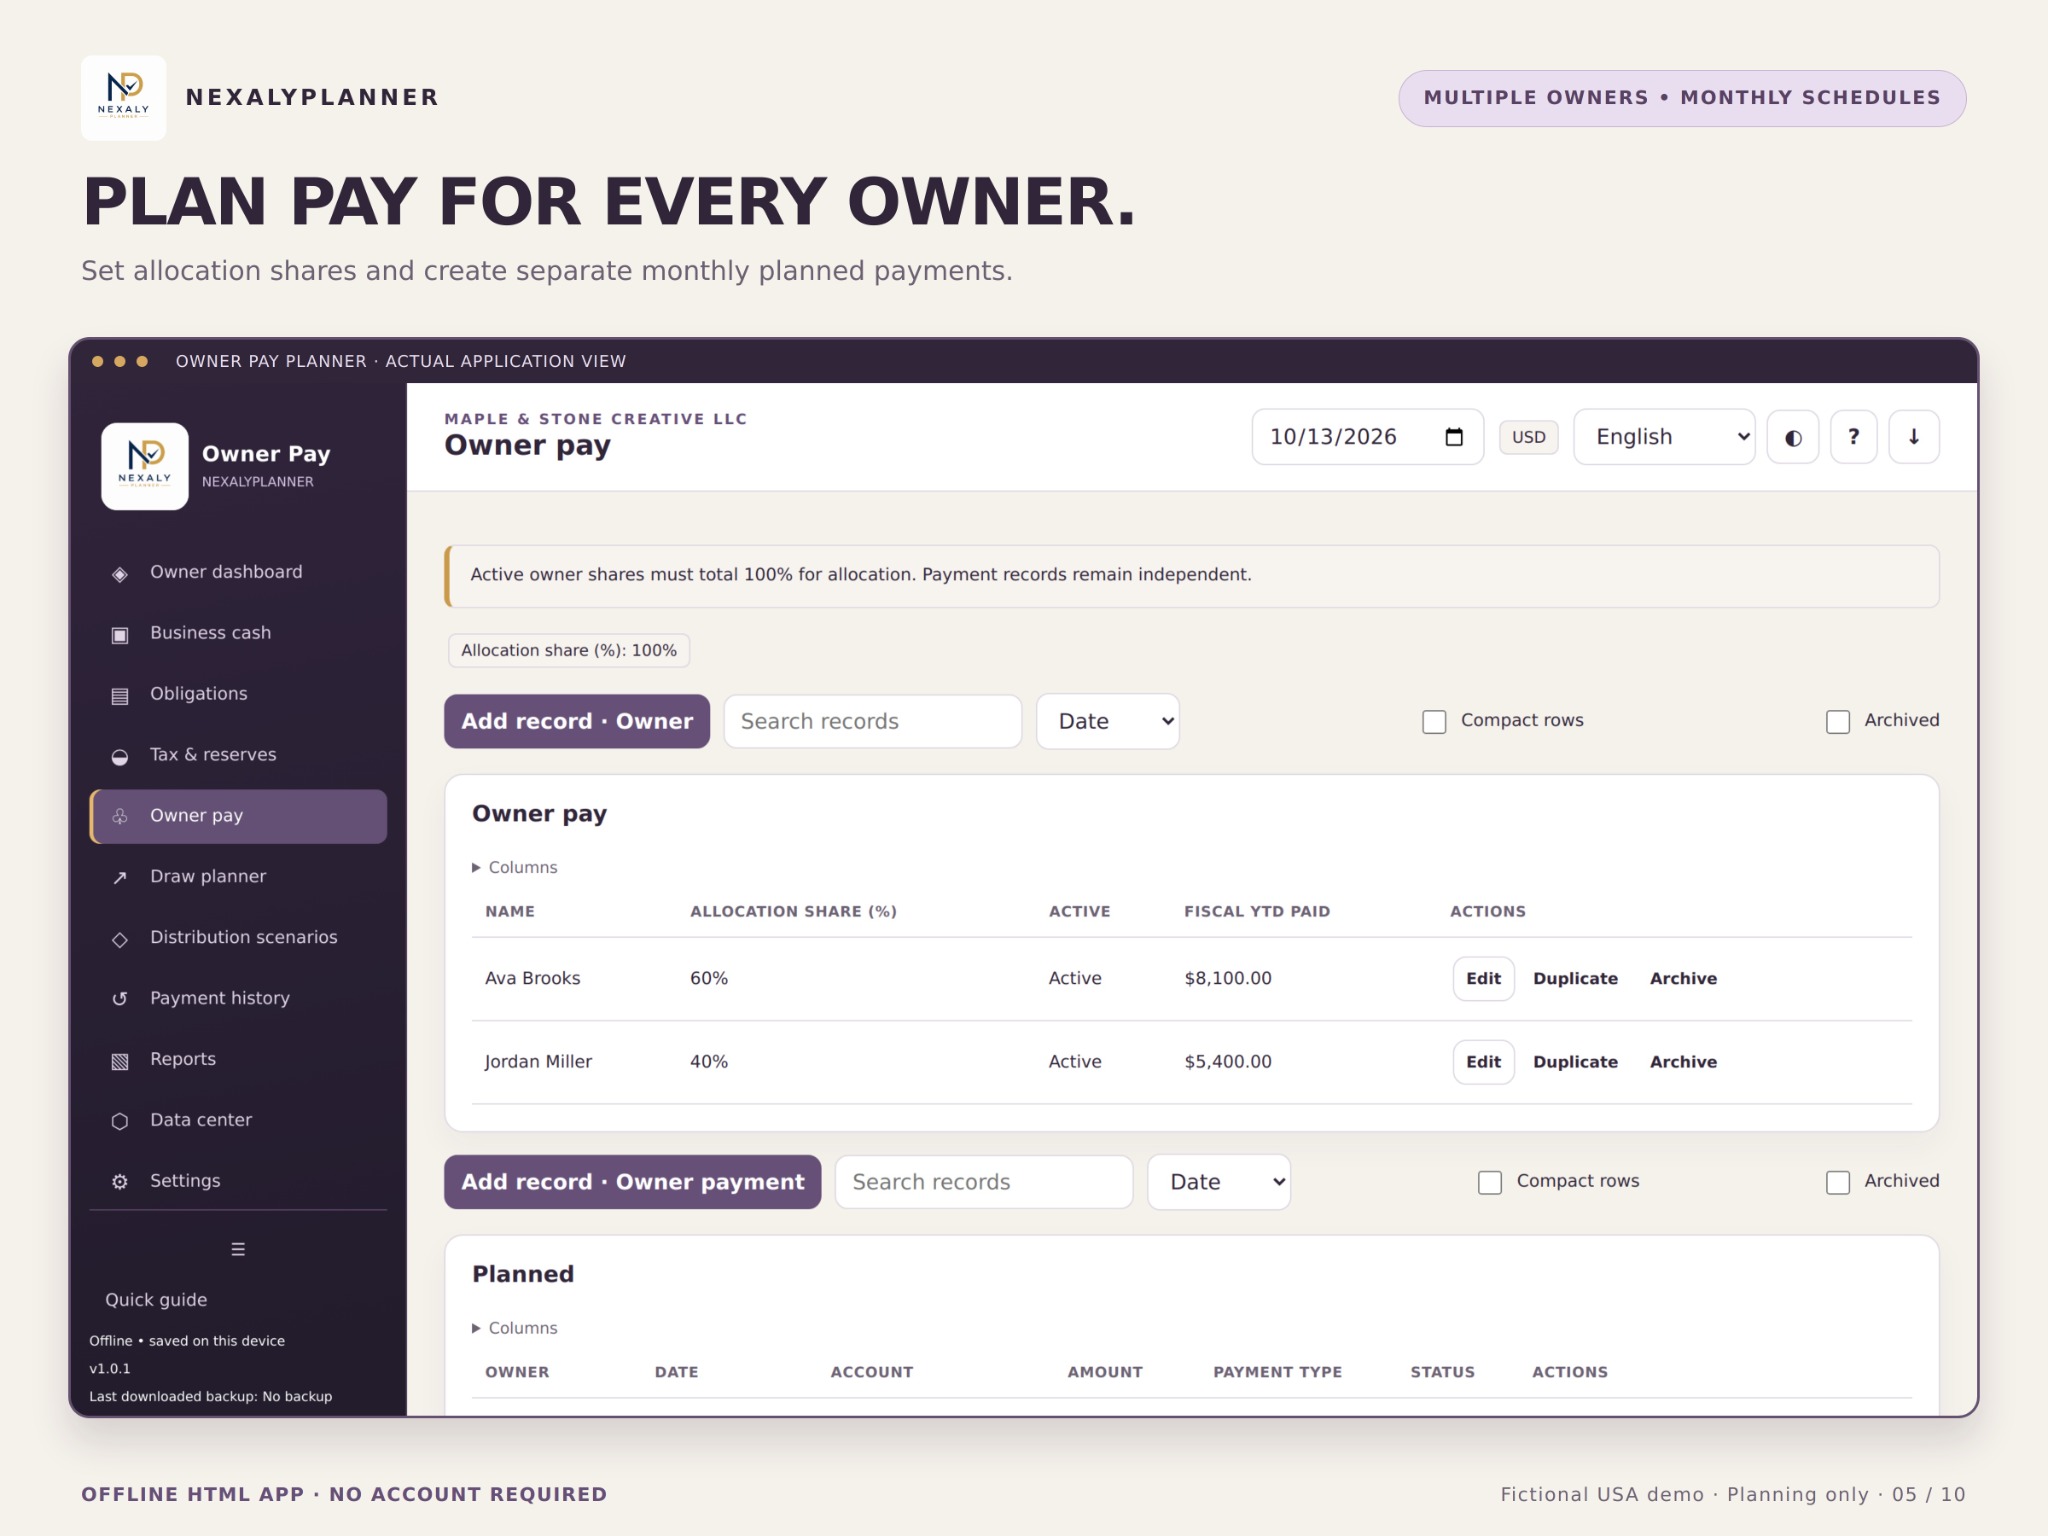 NEXALY
PLANNER
NEXALYPLANNER
MULTIPLE OWNERS • MONTHLY SCHEDULES
PLAN PAY FOR EVERY OWNER.
Set allocation shares and create separate monthly planned payments.
OWNER PAY PLANNER · ACTUAL APPLICATION VIEW
NEXALY
PLANNER
Owner Pay
NEXALYPLANNER
Owner dashboard
Business cash
Obligations
Tax & reserves
Owner pay
Draw planner
Distribution scenarios
Payment history
Reports
Data center
Settings
Quick guide
Offline • saved on this device
v1.0.1
Last downloaded backup: No backup
MAPLE & STONE CREATIVE LLC
Owner pay
10/13/2026 USD English ? ↓
Active owner shares must total 100% for allocation. Payment records remain independent.
Allocation share (%): 100%
Add record · Owner Search records Date Compact rows Archived
Owner pay
Columns
NAME ALLOCATION SHARE (%) ACTIVE FISCAL YTD PAID ACTIONS
Ava Brooks 60% Active $8,100.00 Edit Duplicate Archive
Jordan Miller 40% Active $5,400.00 Edit Duplicate Archive
Add record · Owner payment Search records Date Compact rows Archived
Planned
Columns
OWNER DATE ACCOUNT AMOUNT PAYMENT TYPE STATUS ACTIONS
OFFLINE HTML APP · NO ACCOUNT REQUIRED
Fictional USA demo · Planning only · 05 / 10